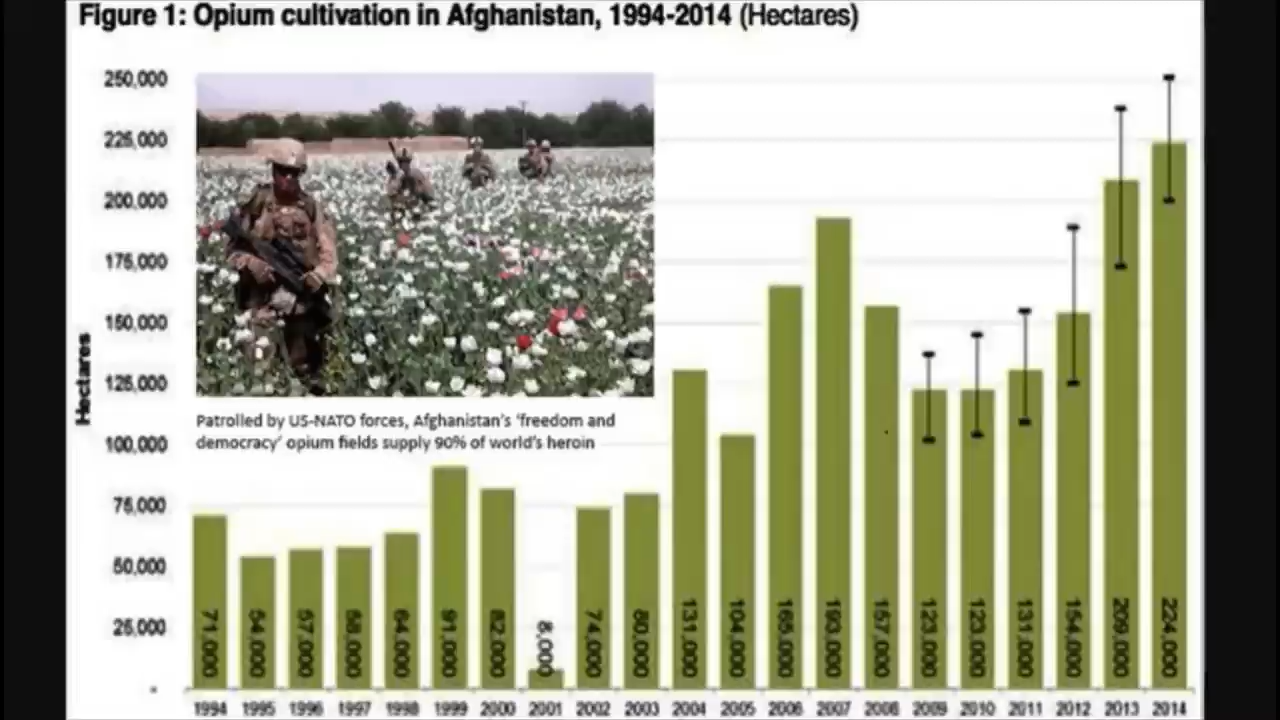 Figure 1: Opium cultivation in Afghanistan, 1994-2014 (Hectares)
250,000
225,000
200,000
175,000
150,000
125,000
100,000
75,000
50,000
25,000
-
Hectares
Patrolled by US-NATO forces, Afghanistan's 'freedom and
democracy' opium fields supply 90% of world's heroin
71,000 54,000 57,000 58,000 64,000 91,000 82,000 8,000 74,000 80,000 131,000 104,000 165,000 193,000 157,000 123,000 123,000 131,000 154,000 209,000 224,000
1994 1995 1996 1997 1998 1999 2000 2001 2002 2003 2004 2005 2006 2007 2008 2009 2010 2011 2012 2013 2014